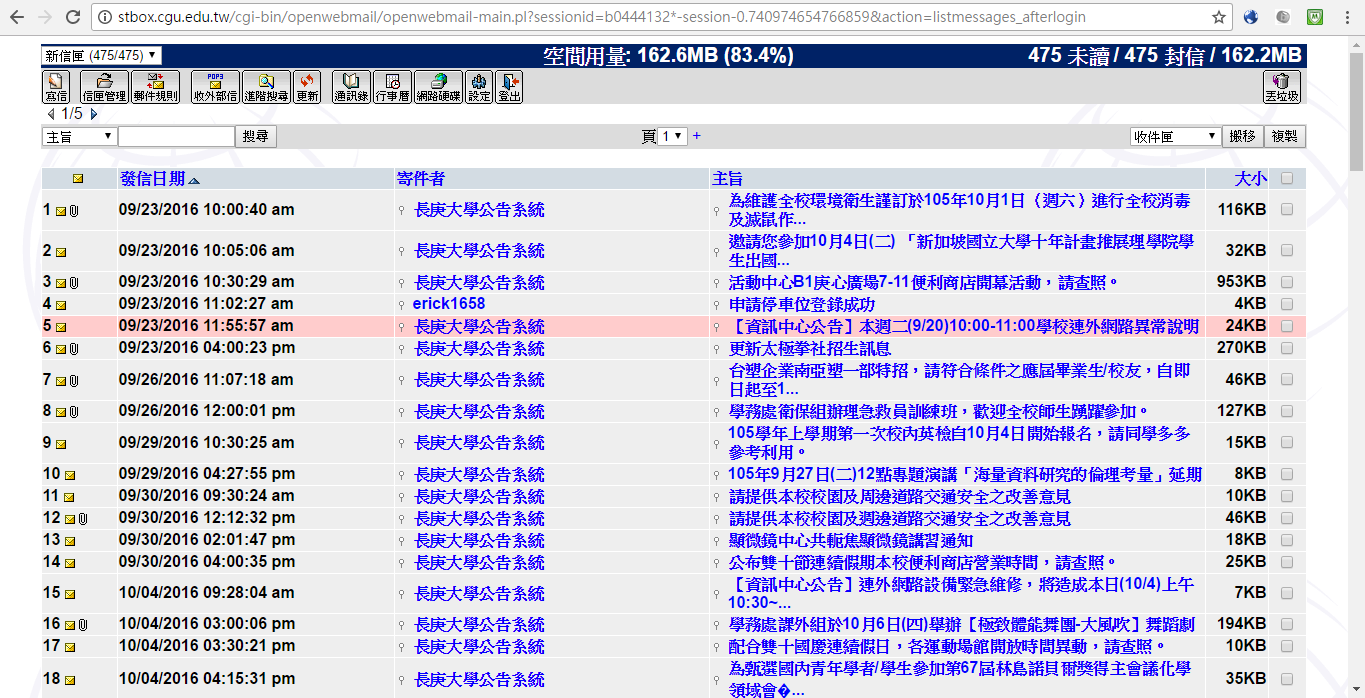 stbox.cgu.edu.tw/cgi-bin/openwebmail/openwebmail-main.pl?sessionid=b0444132*-session-0.740974654766859&action=listmessages_afterlogin
新信匣 (475/475) 空間用量: 162.6MB (83.4%) 475 未讀 / 475 封信 / 162.2MB
寫信 信匣管理 郵件規則 POP3 收外部信 進階搜尋 更新 通訊錄 行事曆 網路硬碟 設定 登出 丟垃圾
1/5
主旨 搜尋 頁 1 + 收件匣 搬移 複製
發信日期 寄件者 主旨 大小
1 09/23/2016 10:00:40 am 長庚大學公告系統 為維護全校環境衛生謹訂於105年10月1日〈週六〉進行全校消毒 116KB
及滅鼠作...
2 09/23/2016 10:05:06 am 長庚大學公告系統 邀請您參加10月4日(二) 「新加坡國立大學十年計畫推展理學院學 32KB
生出國...
3 09/23/2016 10:30:29 am 長庚大學公告系統 活動中心B1庚心廣場7-11便利商店開幕活動，請查照。 953KB
4 09/23/2016 11:02:27 am erick1658 申請停車位登錄成功 4KB
5 09/23/2016 11:55:57 am 長庚大學公告系統 【資訊中心公告】本週二(9/20)10:00-11:00學校連外網路異常說明 24KB
6 09/23/2016 04:00:23 pm 長庚大學公告系統 更新太極拳社招生訊息 270KB
7 09/26/2016 11:07:18 am 長庚大學公告系統 台塑企業南亞塑一部特招，請符合條件之應屆畢業生/校友，自即 46KB
日起至1...
8 09/26/2016 12:00:01 pm 長庚大學公告系統 學務處衛保組辦理急救員訓練班，歡迎全校師生踴躍參加。 127KB
9 09/29/2016 10:30:25 am 長庚大學公告系統 105學年上學期第一次校內英檢自10月4日開始報名，請同學多多 15KB
參考利用。
10 09/29/2016 04:27:55 pm 長庚大學公告系統 105年9月27日(二)12點專題演講「海量資料研究的倫理考量」延期 8KB
11 09/30/2016 09:30:24 am 長庚大學公告系統 請提供本校校園及周邊道路交通安全之改善意見 10KB
12 09/30/2016 12:12:32 pm 長庚大學公告系統 請提供本校校園及週邊道路交通安全之改善意見 46KB
13 09/30/2016 02:01:47 pm 長庚大學公告系統 顯微鏡中心共軛焦顯微鏡講習通知 18KB
14 09/30/2016 04:00:35 pm 長庚大學公告系統 公布雙十節連續假期本校便利商店營業時間，請查照。 25KB
15 10/04/2016 09:28:04 am 長庚大學公告系統 【資訊中心公告】連外網路設備緊急維修，將造成本日(10/4)上午 7KB
10:30~...
16 10/04/2016 03:00:06 pm 長庚大學公告系統 學務處課外組於10月6日(四)舉辦【極致體能舞團-大風吹】舞蹈劇 194KB
17 10/04/2016 03:30:21 pm 長庚大學公告系統 配合雙十國慶連續假日，各運動場館開放時間異動，請查照。 10KB
18 10/04/2016 04:15:31 pm 長庚大學公告系統 為甄選國內青年學者/學生參加第67屆林島諾貝爾獎得主會議化學 35KB
領域會�...